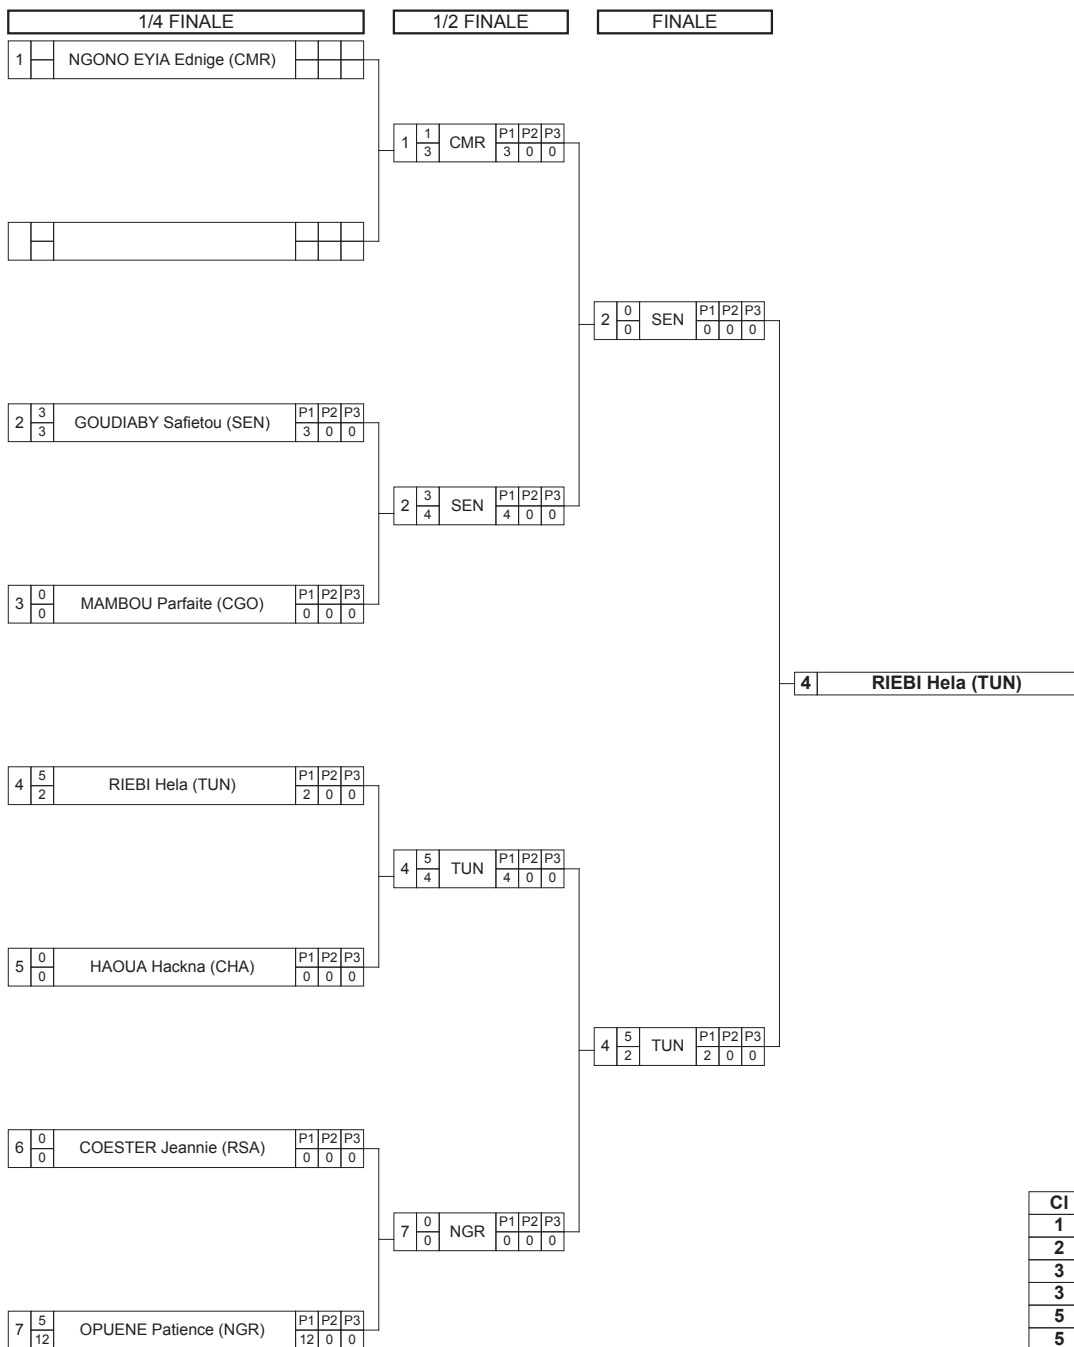 1/4 FINALE 1/2 FINALE FINALE
1 NGONO EYIA Ednige (CMR)
1 1 CMR P1 P2 P3
3 3 0 0
2 0 SEN P1 P2 P3
0 0 0 0
2 3 GOUDIABY Safietou (SEN) P1 P2 P3
3 3 0 0
2 3 SEN P1 P2 P3
4 4 0 0
3 0 MAMBOU Parfaite (CGO) P1 P2 P3
0 0 0 0
4 RIEBI Hela (TUN)
4 5 RIEBI Hela (TUN) P1 P2 P3
2 2 0 0
4 5 TUN P1 P2 P3
4 4 0 0
5 0 HAOUA Hackna (CHA) P1 P2 P3
0 0 0 0
4 5 TUN P1 P2 P3
2 2 0 0
6 0 COESTER Jeannie (RSA) P1 P2 P3
0 0 0 0
7 0 NGR P1 P2 P3
0 0 0 0
7 5 OPUENE Patience (NGR) P1 P2 P3
12 12 0 0
Cl
1
2
3
3
5
5